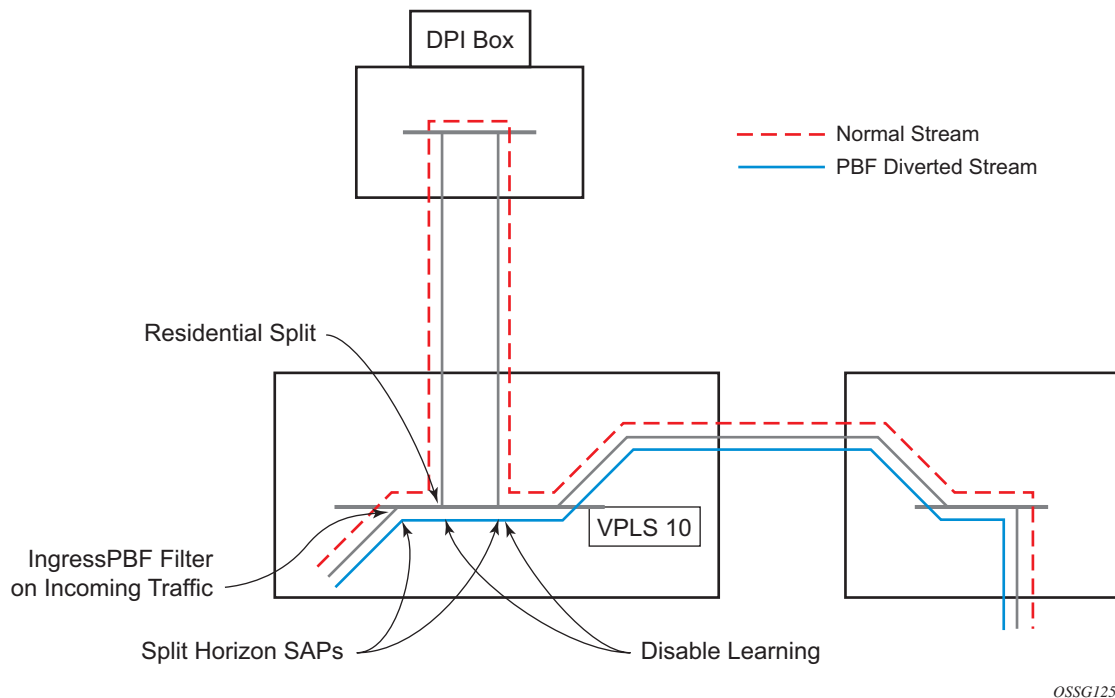 DPI Box
Normal Stream
PBF Diverted Stream
Residential Split
VPLS 10
IngressPBF Filter
on Incoming Traffic
Split Horizon SAPs
Disable Learning
OSSG125